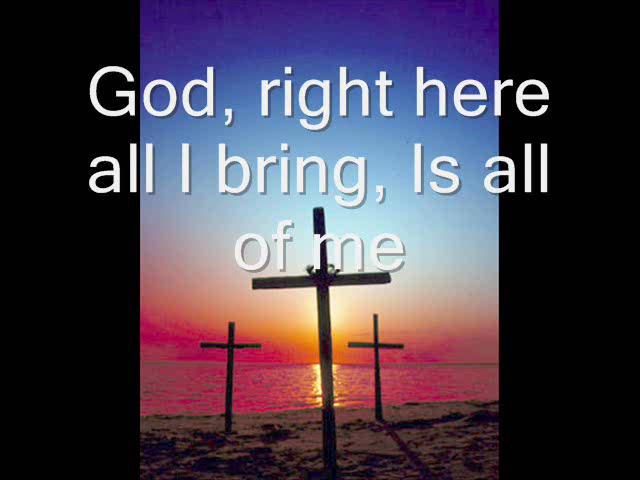 God, right here
all I bring, Is all
of me